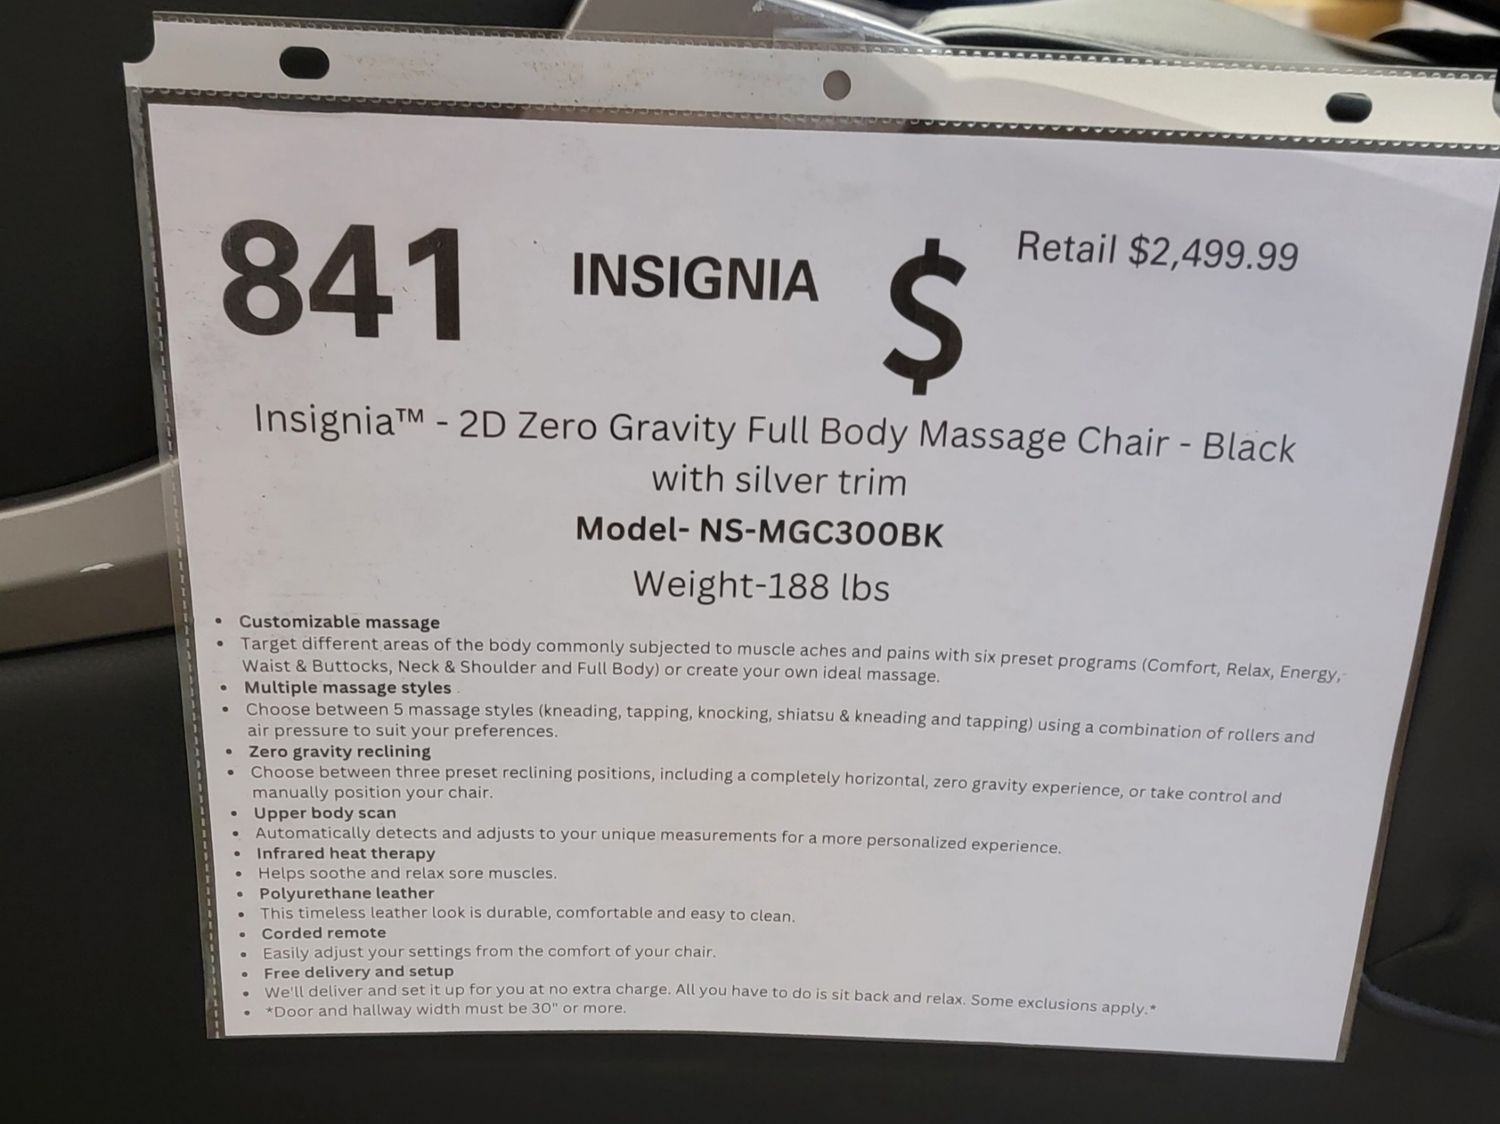 841 INSIGNIA $ Retail $2,499.99
Insignia™ - 2D Zero Gravity Full Body Massage Chair - Black
with silver trim
Model- NS-MGC300BK
Weight-188 lbs
• Customizable massage
• Target different areas of the body commonly subjected to muscle aches and pains with six preset programs (Comfort, Relax, Energy,
Waist & Buttocks, Neck & Shoulder and Full Body) or create your own ideal massage.
• Multiple massage styles
• Choose between 5 massage styles (kneading, tapping, knocking, shiatsu & kneading and tapping) using a combination of rollers and
air pressure to suit your preferences.
• Zero gravity reclining
• Choose between three preset reclining positions, including a completely horizontal, zero gravity experience, or take control and
manually position your chair.
• Upper body scan
• Automatically detects and adjusts to your unique measurements for a more personalized experience.
• Infrared heat therapy
• Helps soothe and relax sore muscles.
• Polyurethane leather
• This timeless leather look is durable, comfortable and easy to clean.
• Corded remote
• Easily adjust your settings from the comfort of your chair.
• Free delivery and setup
• We'll deliver and set it up for you at no extra charge. All you have to do is sit back and relax. Some exclusions apply.*
• *Door and hallway width must be 30" or more.